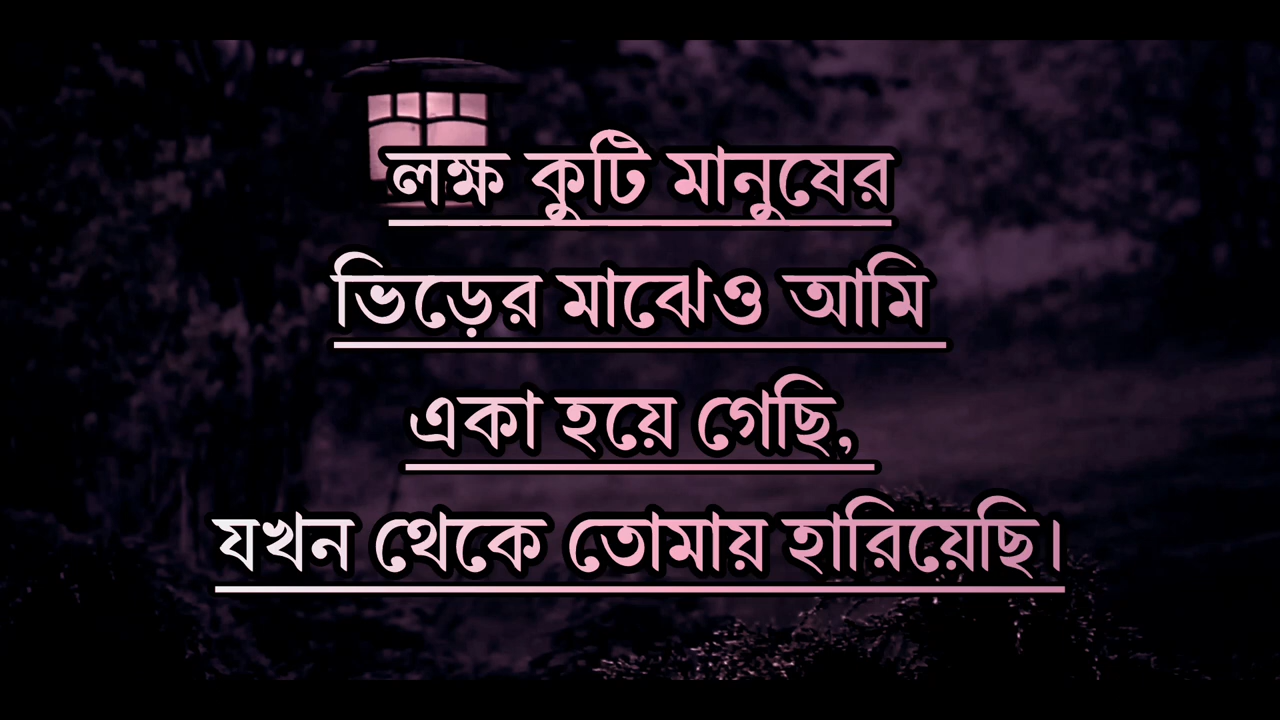 লক্ষ কুটি মানুষের
ভিড়ের মাঝেও আমি
একা হয়ে গেছি,
যখন থেকে তোমায় হারিয়েছি।